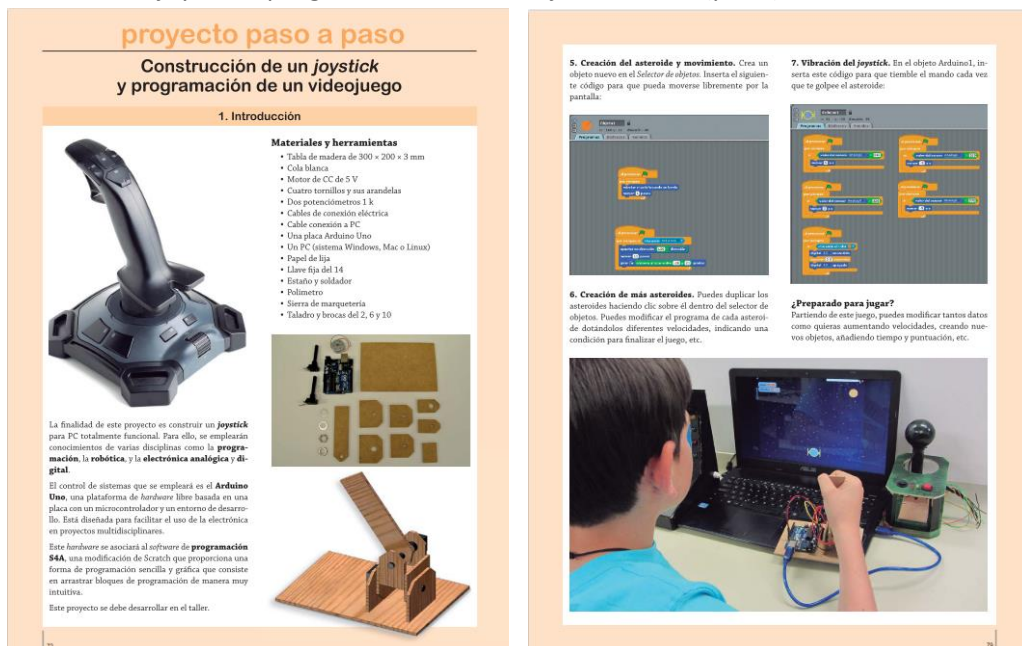 proyecto paso a paso
Construcción de un joystick
y programación de un videojuego
1. Introducción
Materiales y herramientas
• Tabla de madera de 300 × 200 × 3 mm
• Cola blanca
• Motor de CC de 5 V
• Cuatro tornillos y sus arandelas
• Dos potenciómetros 1 k
• Cables de conexión eléctrica
• Cable conexión a PC
• Una placa Arduino Uno
• Un PC (sistema Windows, Mac o Linux)
• Papel de lija
• Llave fija del 14
• Estaño y soldador
• Polímetro
• Sierra de marquetería
• Taladro y brocas del 2, 6 y 10
La finalidad de este proyecto es construir un joystick
para PC totalmente funcional. Para ello, se emplearán
conocimientos de varias disciplinas como la progra-
mación, la robótica, y la electrónica analógica y di-
gital.
El control de sistemas que se empleará es el Arduino
Uno, una plataforma de hardware libre basada en una
placa con un microcontrolador y un entorno de desarro-
llo. Está diseñada para facilitar el uso de la electrónica
en proyectos multidisciplinares.
Este hardware se asociará al software de programación
S4A, una modificación de Scratch que proporciona una
forma de programación sencilla y gráfica que consiste
en arrastrar bloques de programación de manera muy
intuitiva.
Este proyecto se debe desarrollar en el taller.
5. Creación del asteroide y movimiento. Crea un
objeto nuevo en el Selector de objetos. Inserta el siguien-
te código para que pueda moverse libremente por la
pantalla:
6. Creación de más asteroides. Puedes duplicar los
asteroides haciendo clic sobre él dentro del selector de
objetos. Puedes modificar el programa de cada asteroi-
de dotándolos diferentes velocidades, indicando una
condición para finalizar el juego, etc.
7. Vibración del joystick. En el objeto Arduino1, in-
serta este código para que tiemble el mando cada vez
que te golpee el asteroide:
¿Preparado para jugar?
Partiendo de este juego, puedes modificar tantos datos
como quieras aumentando velocidades, creando nue-
vos objetos, añadiendo tiempo y puntuación, etc.